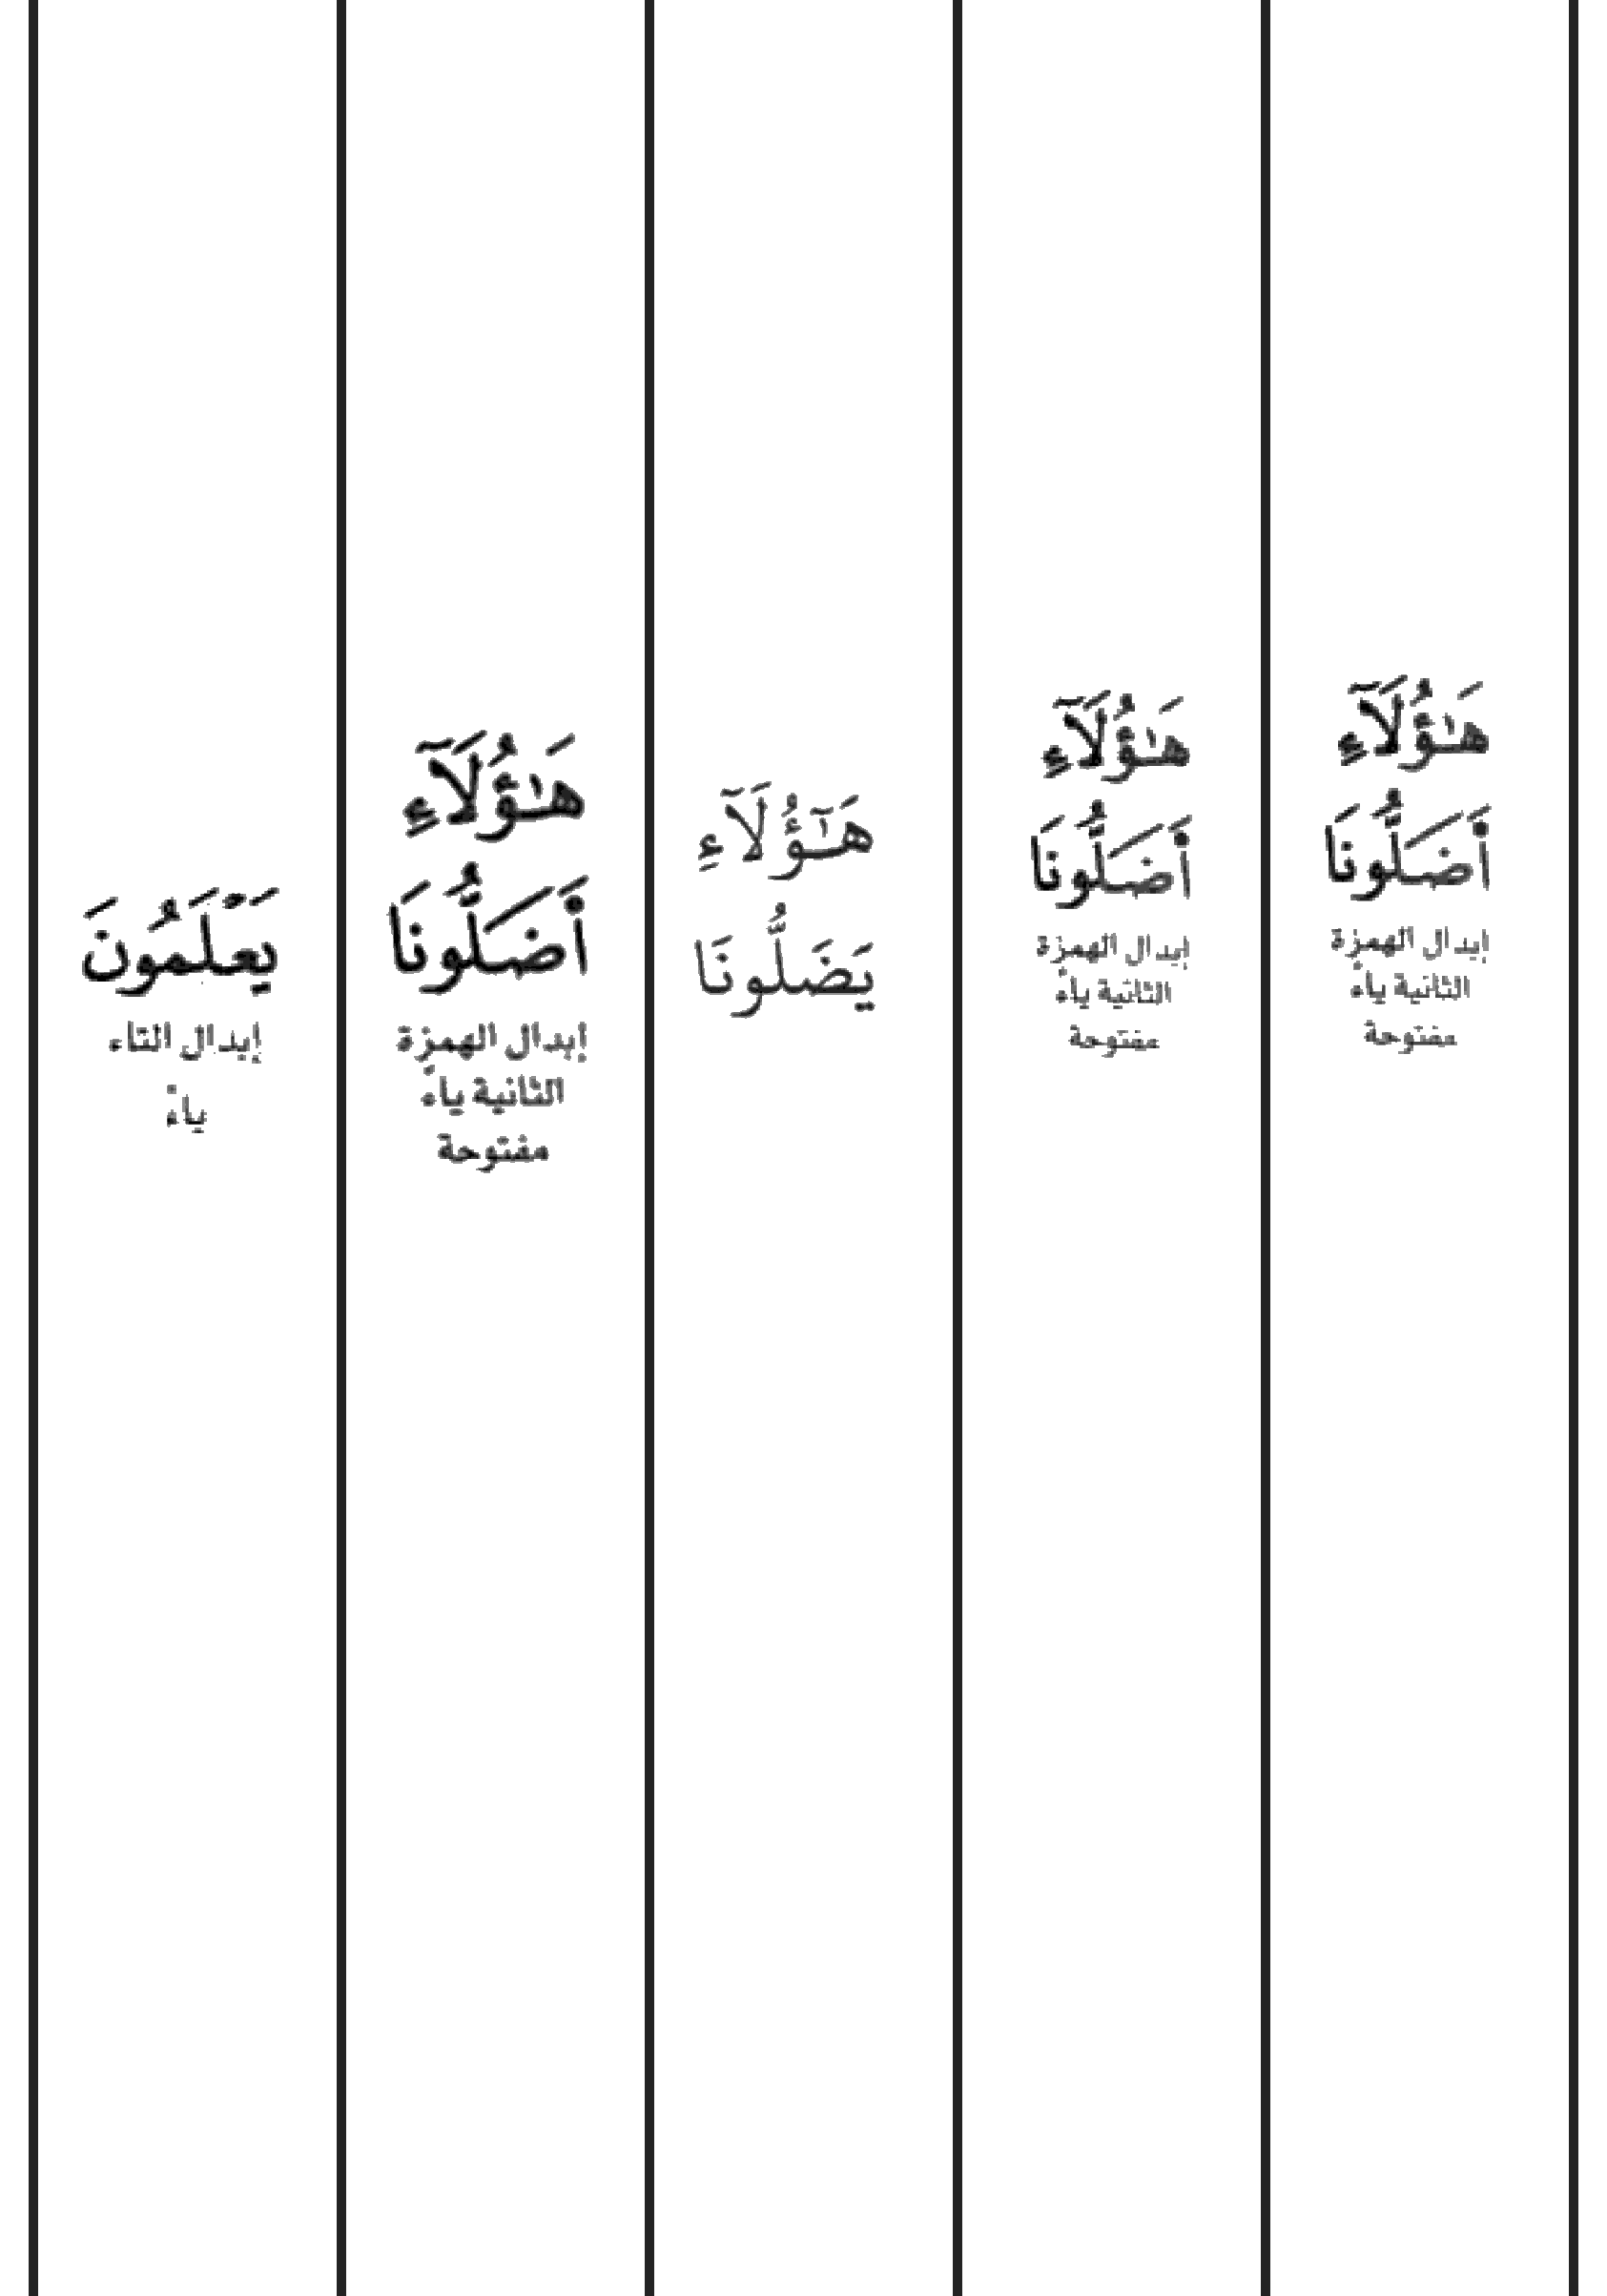 هَـٰؤُلَآءِ
أَضَلُّونَا
إبدال الهمزة
الثانية ياءً
مفتوحة
هَـٰؤُلَآءِ
أَضَلُّونَا
إبدال الهمزة
الثانية ياءً
مفتوحة
هَـٰٓؤُلَآءِ
يَضَلُّونَا
هَـٰؤُلَآءِ
أَضَلُّونَا
إبدال الهمزة
الثانية ياءً
مفتوحة
يَعْلَمُونَ
إبدال التاء
ياءً